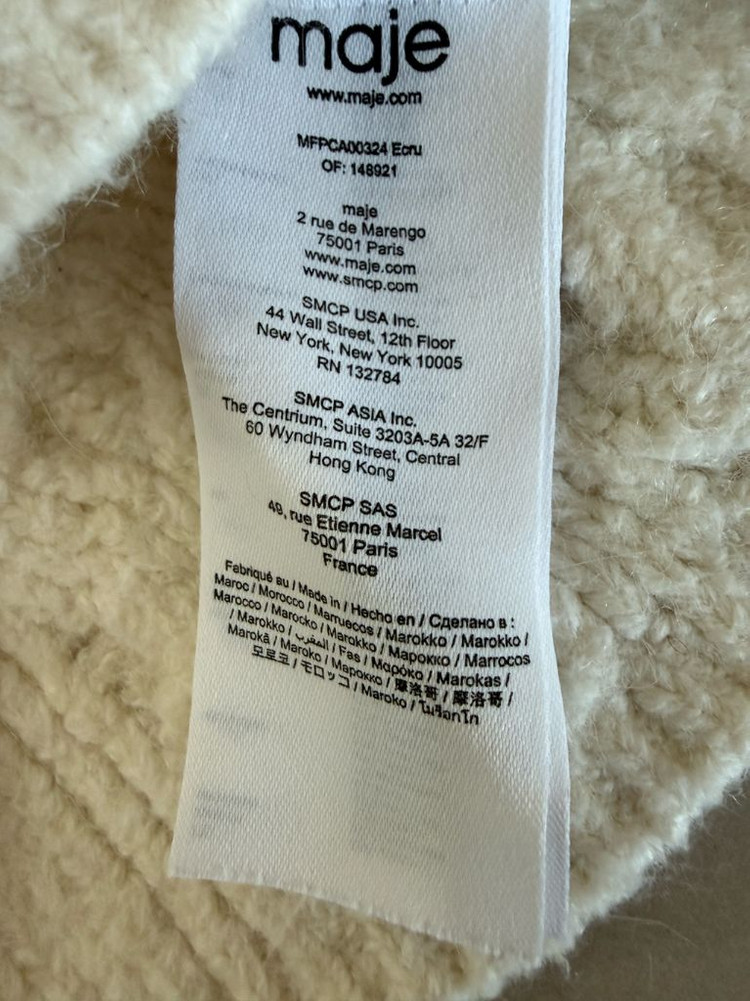 maje
www.maje.com
MFPCA00324 Ecru
OF: 148921
maje
2 rue de Marengo
75001 Paris
www.maje.com
www.smcp.com
SMCP USA Inc.
44 Wall Street, 12th Floor
New York, New York 10005
RN 132784
SMCP ASIA Inc.
The Centrium, Suite 3203A-5A 32/F
60 Wyndham Street, Central
Hong Kong
SMCP SAS
49, rue Etienne Marcel
75001 Paris
France
Fabriqué au / Made in / Hecho en / Сделано в :
Maroc / Morocco / Marruecos / Marokko / Marokko /
Marocco / Marocko / Marokko / Марокко / Marrocos
/ Marokko / المغرب / Fas / Μαρόκο / Marokas /
Marokā / Maroko / Мароkko / 摩洛哥 / 摩洛哥 /
모로코 / モロッコ / Maroko / โมร็อกโก